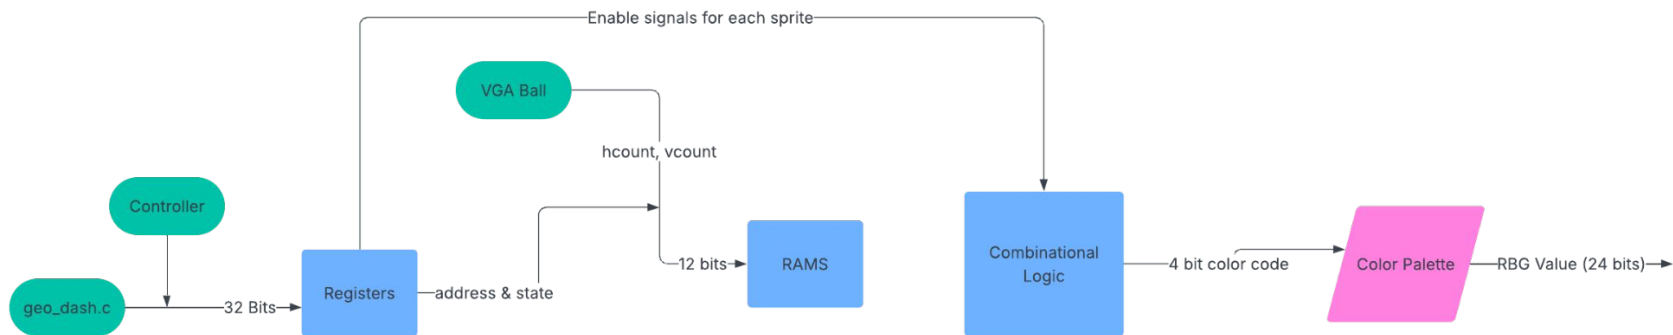 Enable signals for each sprite
VGA Ball
hcount, vcount
Controller
geo_dash.c
32 Bits
Registers
address & state
12 bits
RAMS
Combinational
Logic
4 bit color code
Color Palette
RBG Value (24 bits)